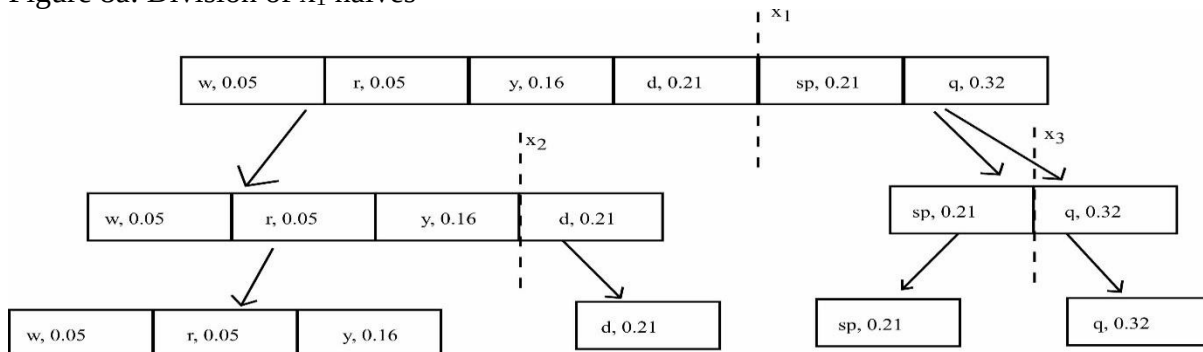 Figure 8a: Division of x₁ halves
x₁
w, 0.05 r, 0.05 y, 0.16 d, 0.21 sp, 0.21 q, 0.32
x₂ x₃
w, 0.05 r, 0.05 y, 0.16 d, 0.21 sp, 0.21 q, 0.32
w, 0.05 r, 0.05 y, 0.16 d, 0.21 sp, 0.21 q, 0.32